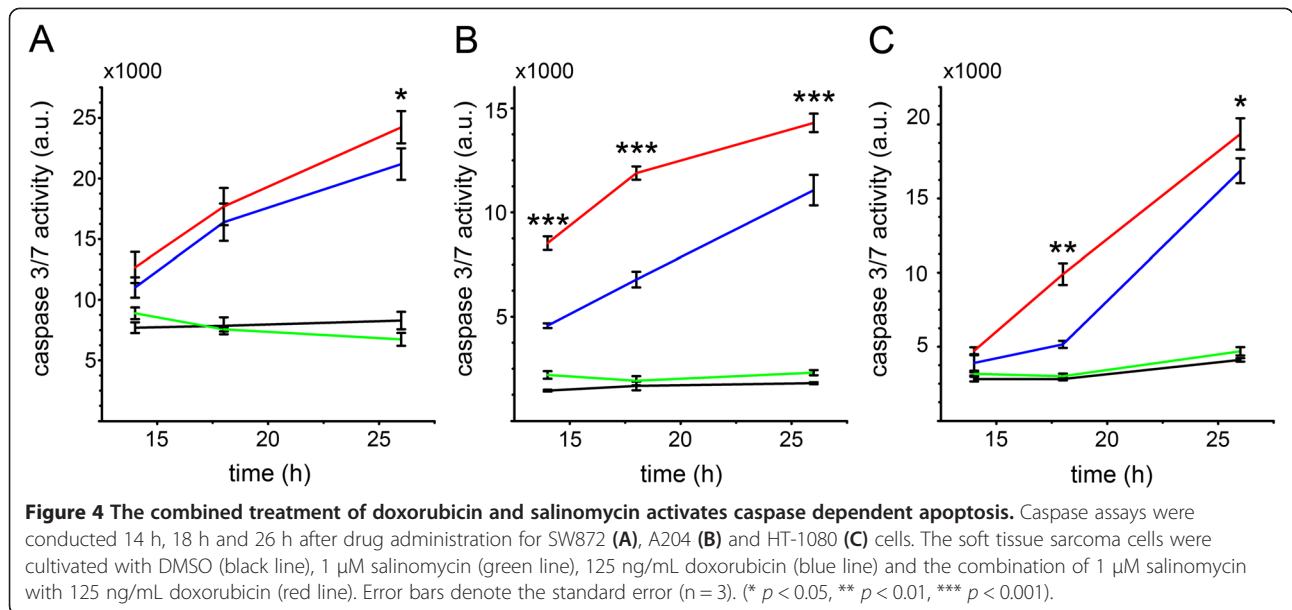 A
x1000
caspase 3/7 activity (a.u.)
25
20
15
10
5
*
15 20 25
time (h)
B
x1000
caspase 3/7 activity (a.u.)
15
10
5
***
***
***
15 20 25
time (h)
C
x1000
caspase 3/7 activity (a.u.)
20
15
10
5
**
*
15 20 25
time (h)
Figure 4 The combined treatment of doxorubicin and salinomycin activates caspase dependent apoptosis. Caspase assays were
conducted 14 h, 18 h and 26 h after drug administration for SW872 (A), A204 (B) and HT-1080 (C) cells. The soft tissue sarcoma cells were
cultivated with DMSO (black line), 1 μM salinomycin (green line), 125 ng/mL doxorubicin (blue line) and the combination of 1 μM salinomycin
with 125 ng/mL doxorubicin (red line). Error bars denote the standard error (n = 3). (* p < 0.05, ** p < 0.01, *** p < 0.001).